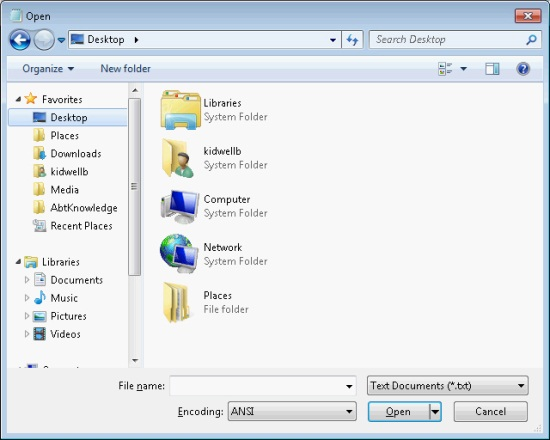 Open
Desktop
Search Desktop
Organize
New folder
Favorites
Desktop
Places
Downloads
kidwellb
Media
AbtKnowledge
Recent Places
Libraries
Documents
Music
Pictures
Videos
Libraries
System Folder
kidwellb
System Folder
Computer
System Folder
Network
System Folder
Places
File folder
File name:
Text Documents (*.txt)
Encoding:
ANSI
Open
Cancel